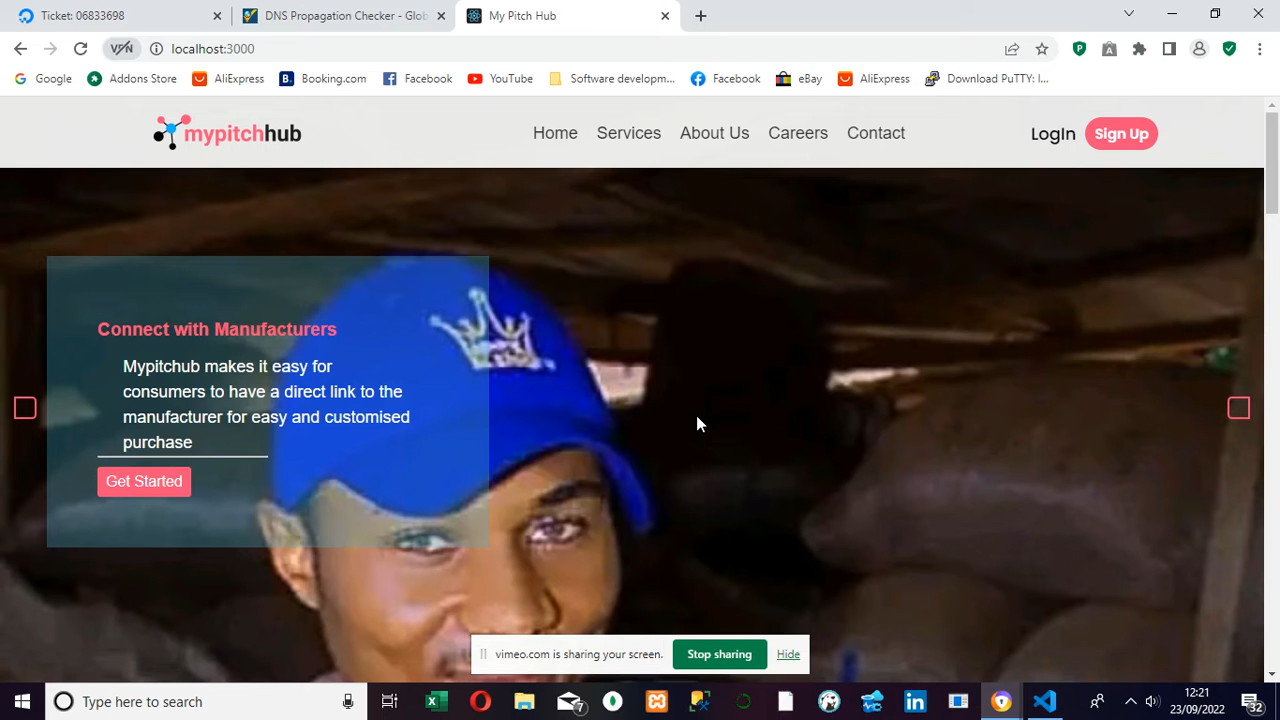 Ticket: 06833698
DNS Propagation Checker - Glob
My Pitch Hub
VPN
localhost:3000
Google
Addons Store
AliExpress
Booking.com
Facebook
YouTube
Software developm...
Facebook
eBay
AliExpress
Download PuTTY: l...
mypitchhub
Home
Services
About Us
Careers
Contact
LogIn
Sign Up
Connect with Manufacturers
Mypitchub makes it easy for
consumers to have a direct link to the
manufacturer for easy and customised
purchase
Get Started
vimeo.com is sharing your screen.
Stop sharing
Hide
Type here to search
7
12:21
23/09/2022
32